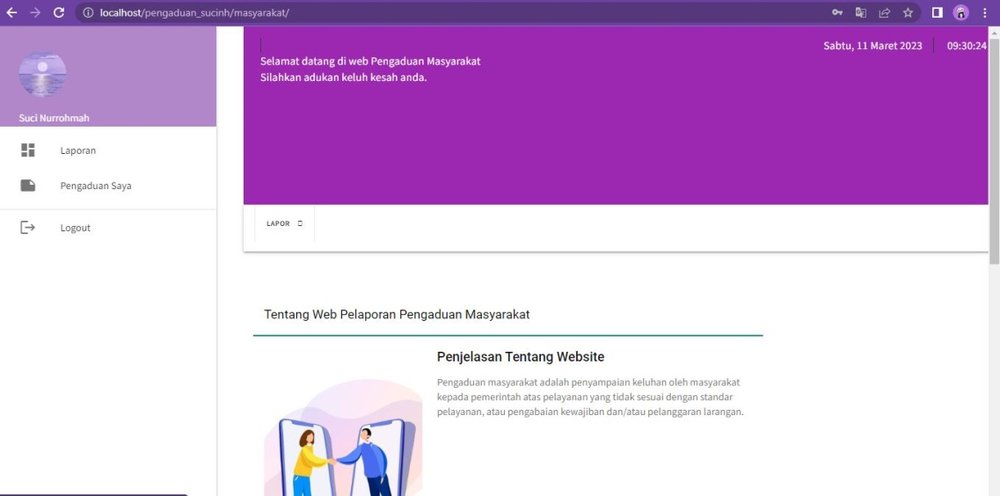 localhost/pengaduan_sucinh/masyarakat/
Suci Nurrohmah
Laporan
Pengaduan Saya
Logout
Sabtu, 11 Maret 2023
09:30:24
Selamat datang di web Pengaduan Masyarakat
Silahkan adukan keluh kesah anda.
LAPOR
Tentang Web Pelaporan Pengaduan Masyarakat
Penjelasan Tentang Website
Pengaduan masyarakat adalah penyampaian keluhan oleh masyarakat
kepada pemerintah atas pelayanan yang tidak sesuai dengan standar
pelayanan, atau pengabaian kewajiban dan/atau pelanggaran larangan.